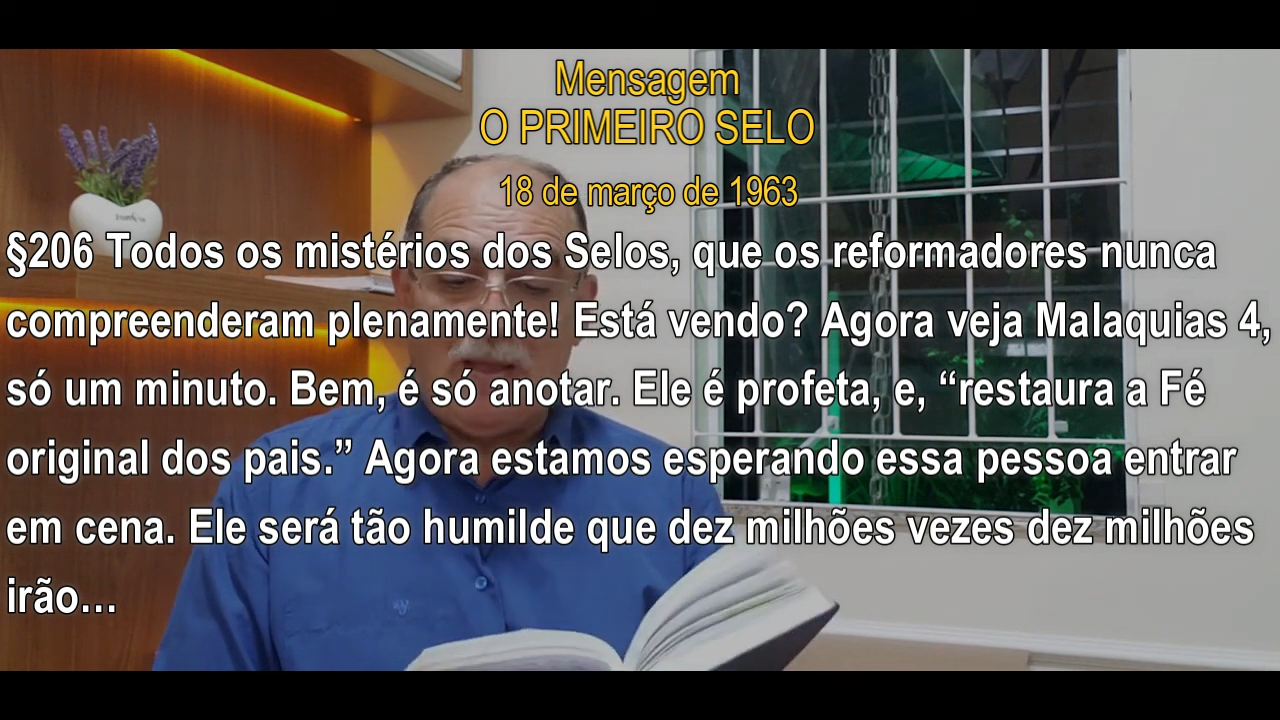 Mensagem
O PRIMEIRO SELO
18 de março de 1963
§206 Todos os mistérios dos Selos, que os reformadores nunca
compreenderam plenamente! Está vendo? Agora veja Malaquias 4,
só um minuto. Bem, é só anotar. Ele é profeta, e, “restaura a Fé
original dos pais.” Agora estamos esperando essa pessoa entrar
em cena. Ele será tão humilde que dez milhões vezes dez milhões
irão…